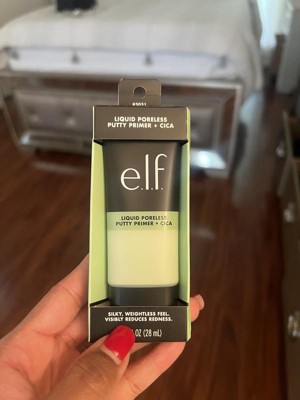 LIQUID PORELESS
PUTTY PRIMER + CICA
e.l.f.
LIQUID PORELESS
PUTTY PRIMER + CICA
SILKY, WEIGHTLESS FEEL.
VISIBLY REDUCES REDNESS.
OZ (28 mL)